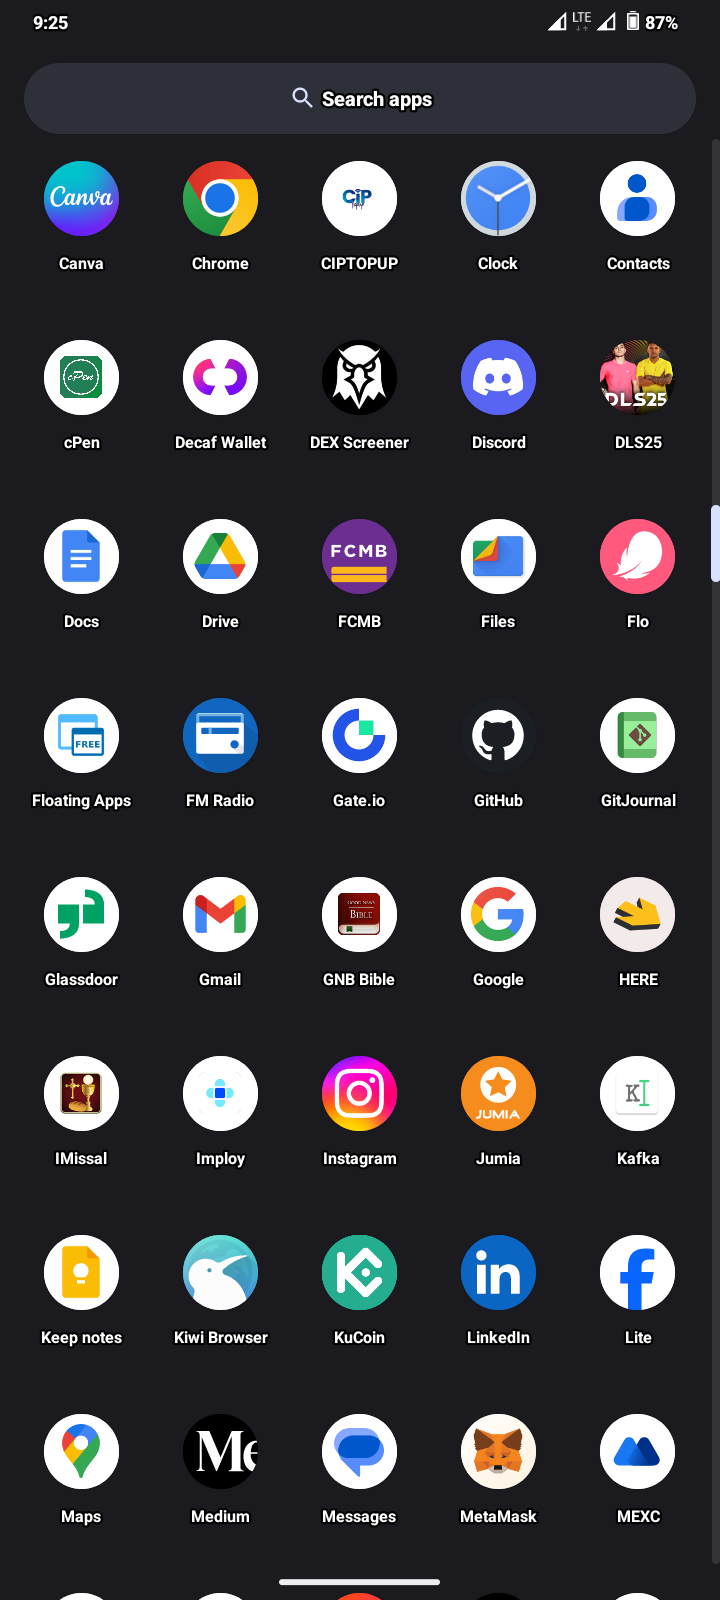 9:25 LTE 87%
Search apps
Canva
CiP
Canva Chrome CIPTOPUP Clock Contacts
cPen
DLS25
cPen Decaf Wallet DEX Screener Discord DLS25
FCMB
Docs Drive FCMB Files Flo
FREE
Floating Apps FM Radio Gate.io GitHub GitJournal
GOOD NEWS
BIBLE
G
Glassdoor Gmail GNB Bible Google HERE
JUMIA
K
IMissal Imploy Instagram Jumia Kafka
in
f
Keep notes Kiwi Browser KuCoin LinkedIn Lite
Me
Maps Medium Messages MetaMask MEXC